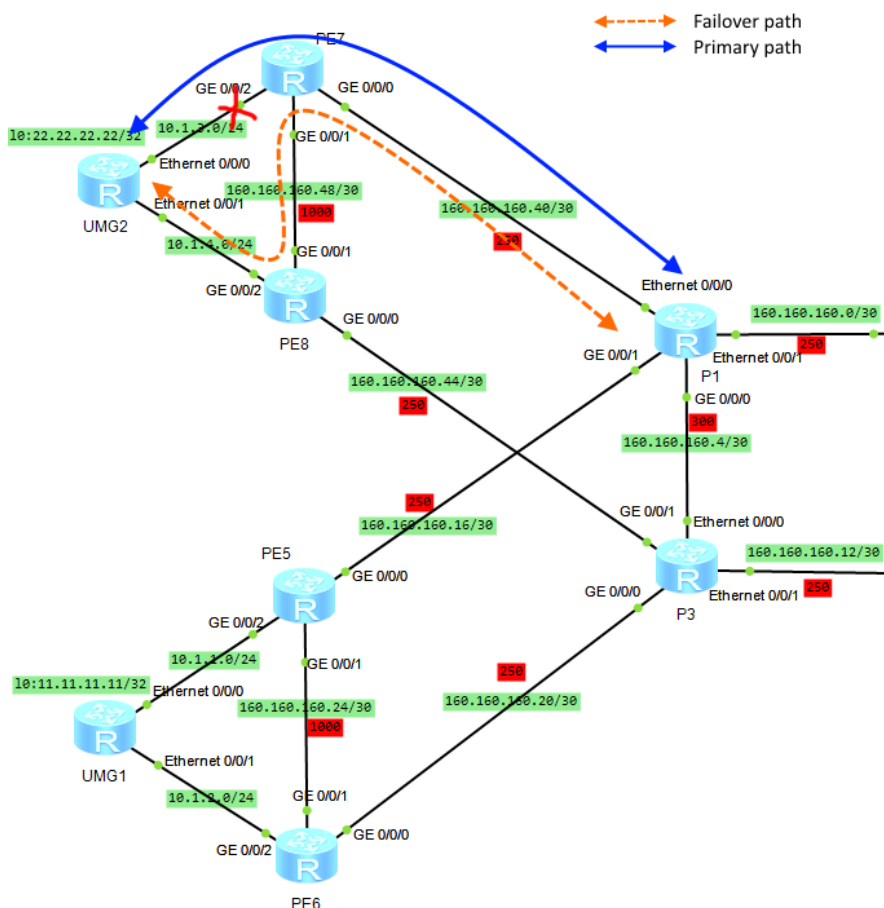 Failover path
Primary path
PE7
R
GE 0/0/2
GE 0/0/0
10.1.3.0/24
l0:22.22.22.22/32
GE 0/0/1
Ethernet 0/0/0
R
UMG2
Ethernet 0/0/1
160.160.160.48/30
1000
160.160.160.40/30
230
10.1.4.0/24
GE 0/0/1
GE 0/0/2
R
PE8
GE 0/0/0
Ethernet 0/0/0
160.160.160.0/30
R
Ethernet 0/0/1
250
GE 0/0/1
P1
160.160.160.44/30
250
GE 0/0/0
300
160.160.160.4/30
250
160.160.160.16/30
GE 0/0/1
Ethernet 0/0/0
160.160.160.12/30
PE5
R
GE 0/0/0
R
GE 0/0/0
Ethernet 0/0/1
250
P3
GE 0/0/2
10.1.1.0/24
GE 0/0/1
l0:11.11.11.11/32
Ethernet 0/0/0
250
160.160.160.20/30
160.160.160.24/30
1000
R
UMG1
Ethernet 0/0/1
10.1.2.0/24
GE 0/0/1
GE 0/0/0
GE 0/0/2
R
PE6